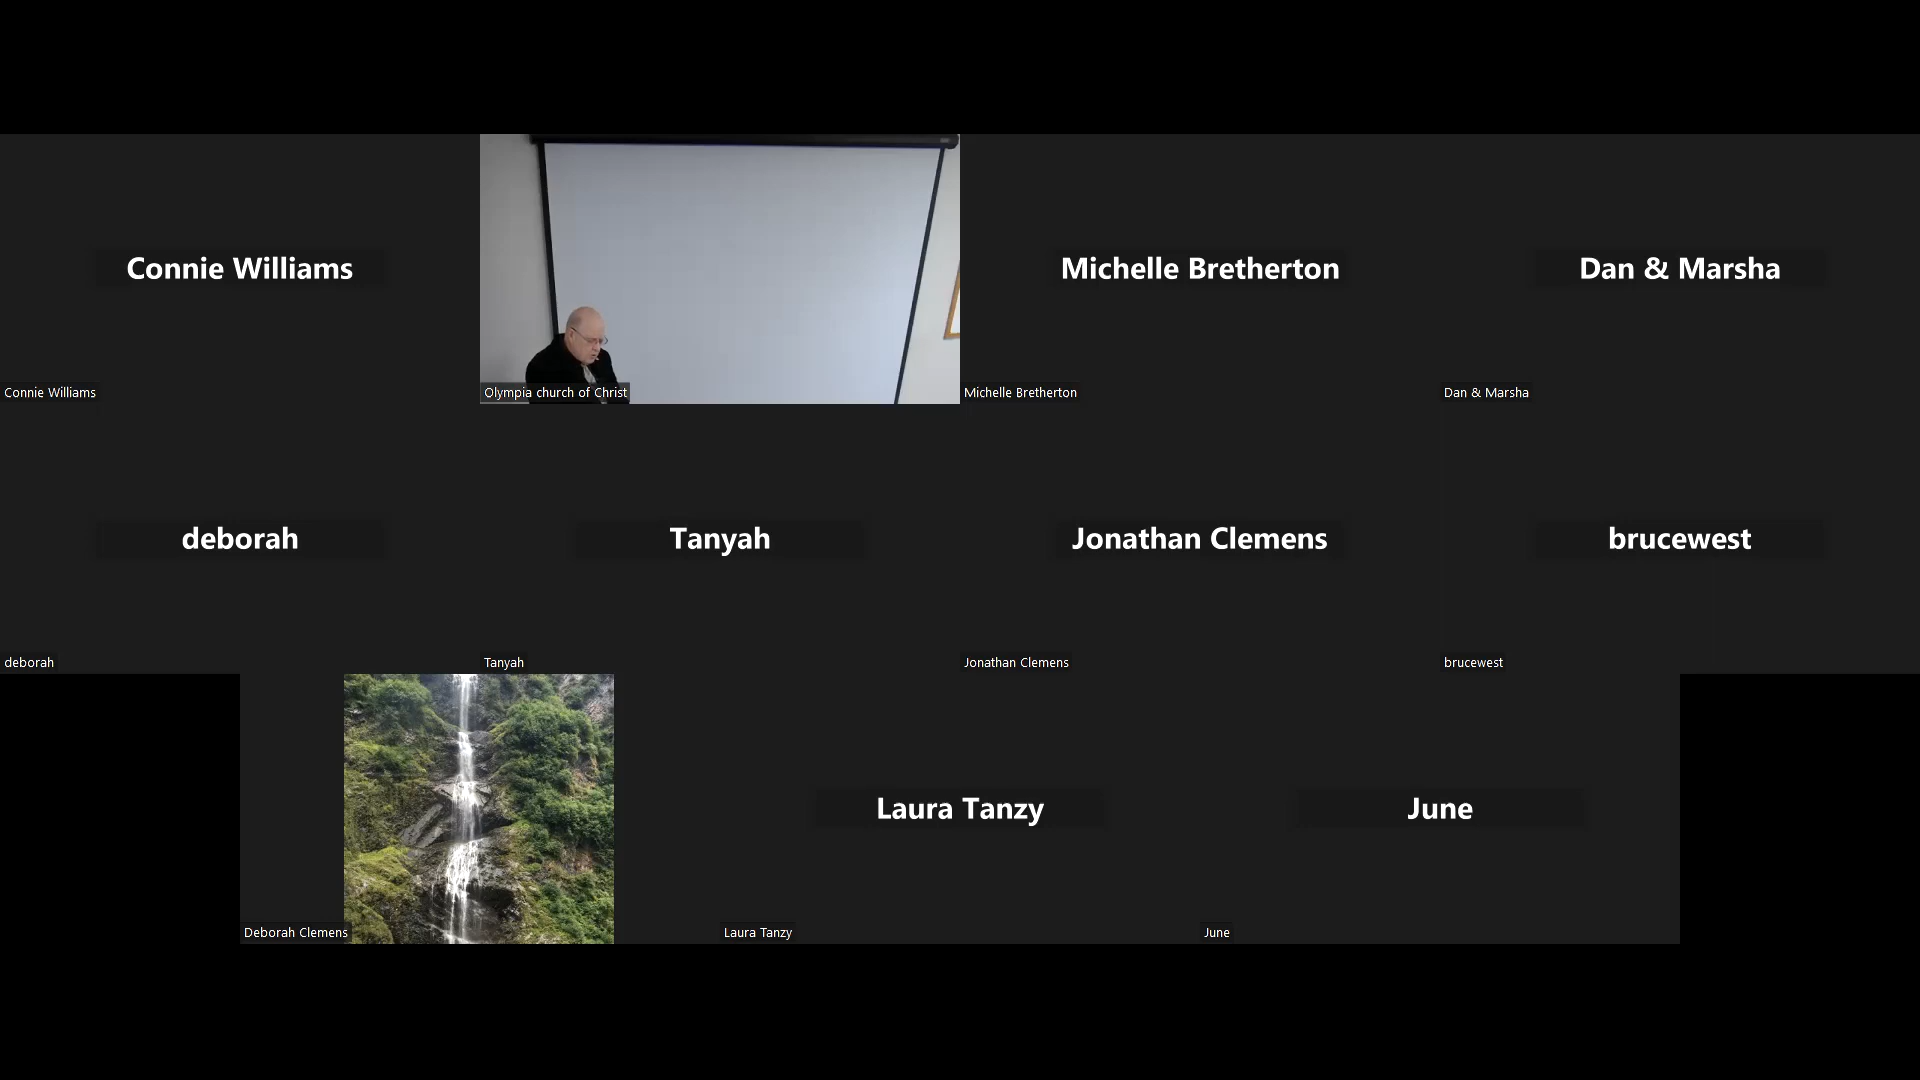 Connie Williams
Michelle Bretherton
Dan & Marsha
Connie Williams
Olympia church of Christ
Michelle Bretherton
Dan & Marsha
deborah
Tanyah
Jonathan Clemens
brucewest
deborah
Tanyah
Jonathan Clemens
brucewest
Laura Tanzy
June
Deborah Clemens
Laura Tanzy
June